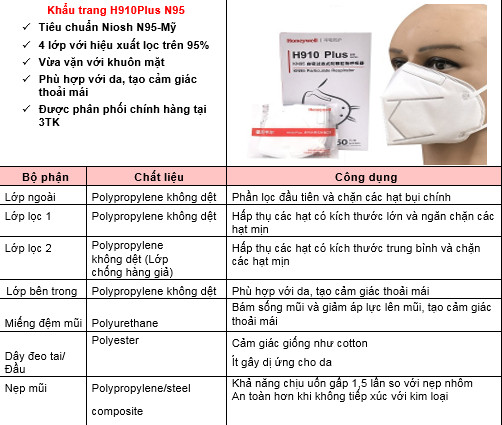 Khẩu trang H910Plus N95
✓ Tiêu chuẩn Niosh N95-Mỹ
✓ 4 lớp với hiệu xuất lọc trên 95%
✓ Vừa vặn với khuôn mặt
✓ Phù hợp với da, tạo cảm giác
thoải mái
✓ Được phân phối chính hàng tại
3TK
Honeywell
H910 Plus
50
Bộ phận Chất liệu Công dụng
Lớp ngoài Polypropylene không dệt Phần lọc đầu tiên và chặn các hạt bụi chính
Lớp lọc 1 Polypropylene không dệt Hấp thụ các hạt có kích thước lớn và ngăn chặn các
hạt mịn
Lớp lọc 2 Polypropylene Hấp thụ các hạt có kích thước trung bình và chặn
không dệt (Lớp các hạt mịn
chống hàng giả)
Lớp bên trong Polypropylene không dệt Phù hợp với da, tạo cảm giác thoải mái
Miếng đệm mũi Polyurethane Bám sống mũi và giảm áp lực lên mũi, tạo cảm giác
thoải mái
Dây đeo tai/ Polyester Cảm giác giống như cotton
Đầu Ít gây dị ứng cho da
Nẹp mũi Polypropylene/steel Khả năng chịu uốn gấp 1,5 lần so với nẹp nhôm
composite An toàn hơn khi không tiếp xúc với kim loại